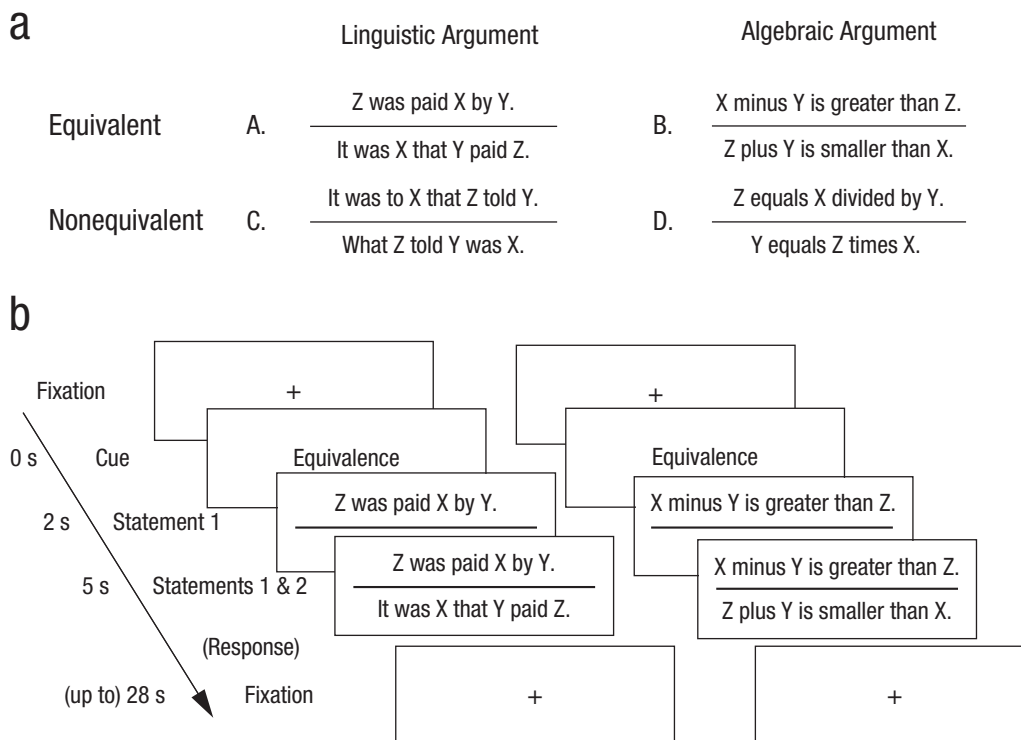 a
Linguistic Argument Algebraic Argument
Equivalent A. Z was paid X by Y. B. X minus Y is greater than Z.
It was X that Y paid Z. Z plus Y is smaller than X.
Nonequivalent C. It was to X that Z told Y. D. Z equals X divided by Y.
What Z told Y was X. Y equals Z times X.
b
Fixation + +
0 s Cue Equivalence Equivalence
2 s Statement 1 Z was paid X by Y. X minus Y is greater than Z.
5 s Statements 1 & 2 Z was paid X by Y. X minus Y is greater than Z.
It was X that Y paid Z. Z plus Y is smaller than X.
(Response)
(up to) 28 s Fixation + +